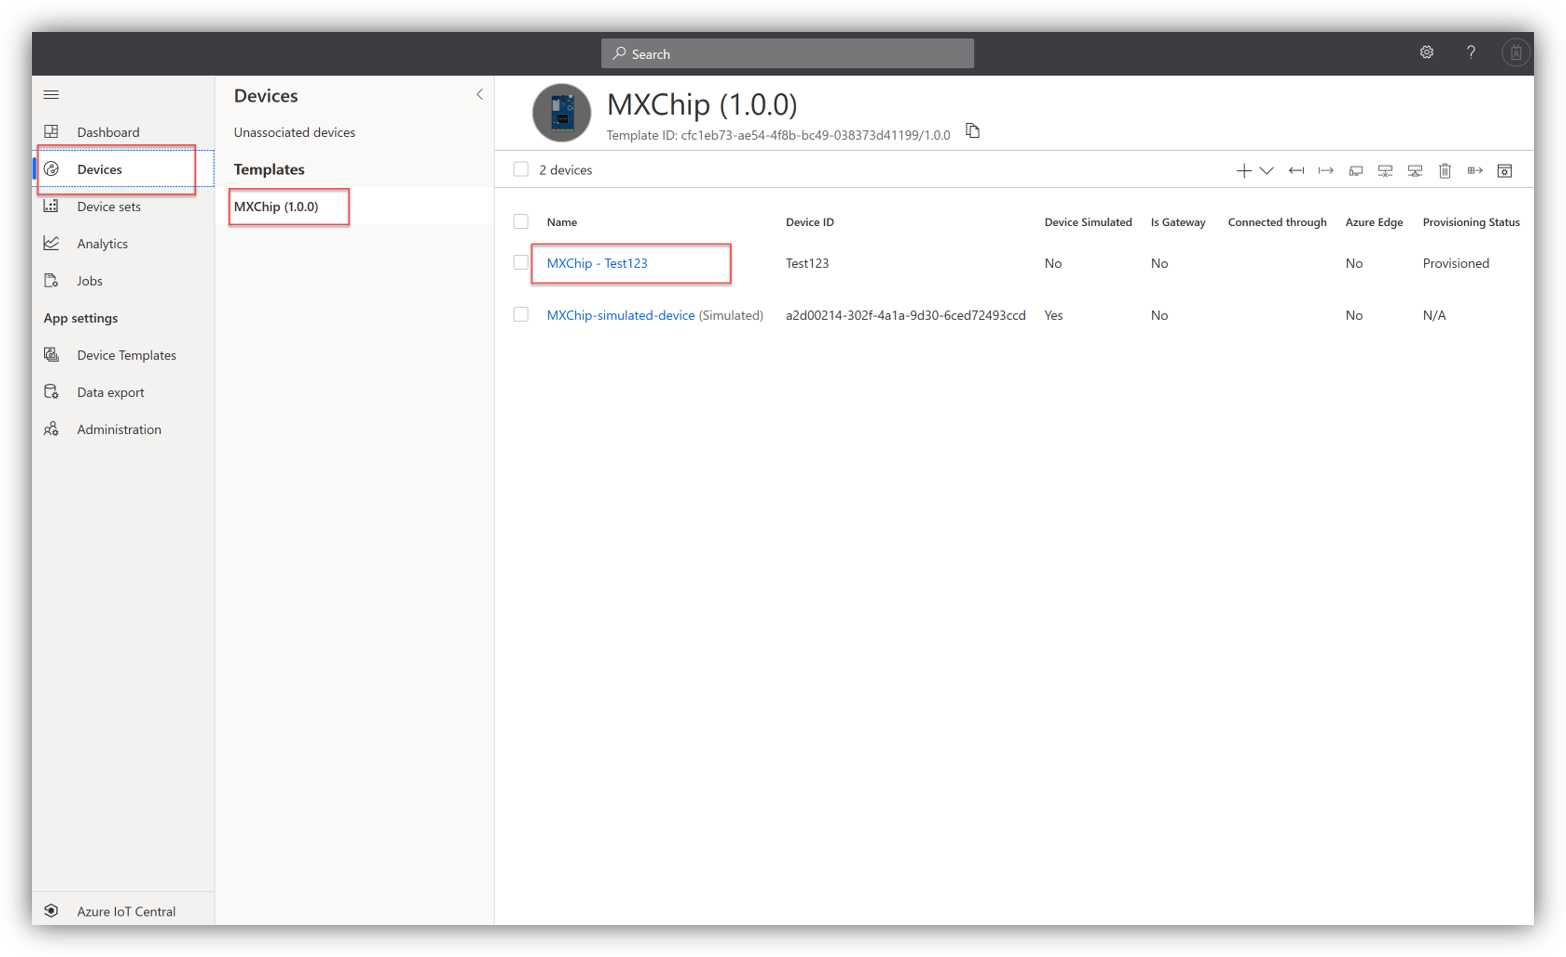 Search
?
Dashboard
Devices
Device sets
Analytics
Jobs
App settings
Device Templates
Data export
Administration
Azure IoT Central
Devices
Unassociated devices
Templates
MXChip (1.0.0)
MXChip (1.0.0)
Template ID: cfc1eb73-ae54-4f8b-bc49-038373d41199/1.0.0
2 devices
Name Device ID Device Simulated Is Gateway Connected through Azure Edge Provisioning Status
MXChip - Test123 Test123 No No No Provisioned
MXChip-simulated-device (Simulated) a2d00214-302f-4a1a-9d30-6ced72493ccd Yes No No N/A